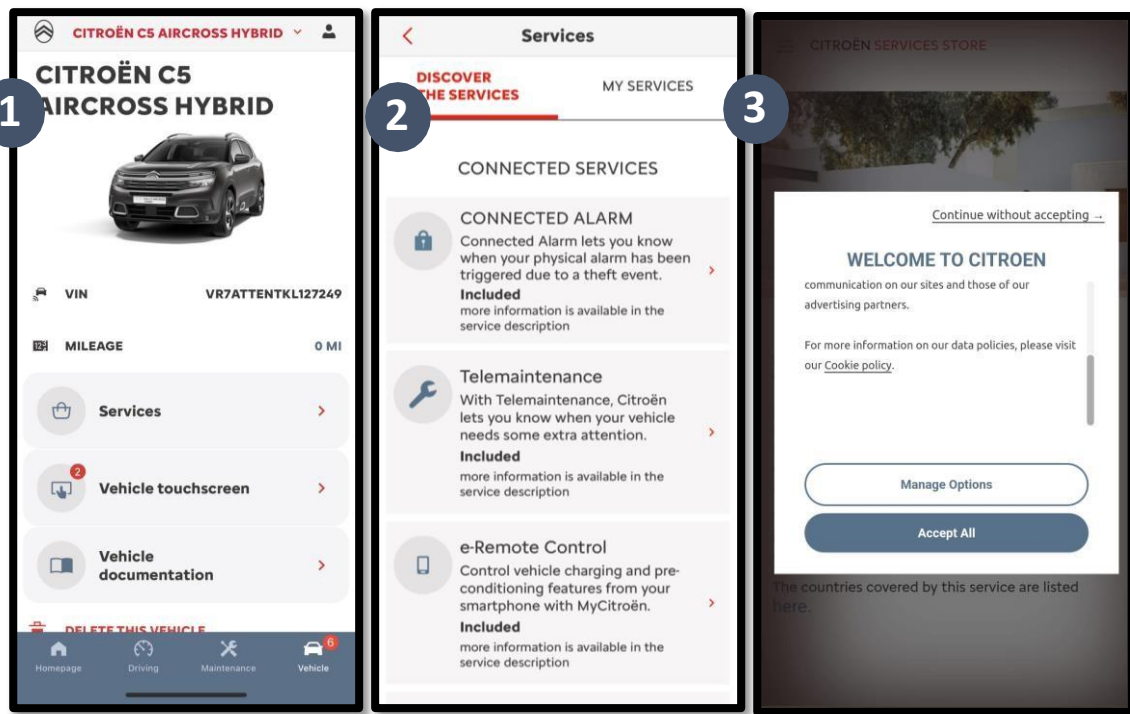 1
CITROËN C5 AIRCROSS HYBRID
CITROËN C5
AIRCROSS HYBRID
VIN VR7ATTENTKL127249
MILEAGE 0 MI
Services
2
Vehicle touchscreen
Vehicle
documentation
DELETE THIS VEHICLE
Homepage Driving Maintenance Vehicle
6
2
Services
DISCOVER
THE SERVICES
MY SERVICES
CONNECTED SERVICES
CONNECTED ALARM
Connected Alarm lets you know
when your physical alarm has been
triggered due to a theft event.
Included
more information is available in the
service description
Telemaintenance
With Telemaintenance, Citroën
lets you know when your vehicle
needs some extra attention.
Included
more information is available in the
service description
e-Remote Control
Control vehicle charging and pre-
conditioning features from your
smartphone with MyCitroën.
Included
more information is available in the
service description
3
CITROËN SERVICES STORE
Continue without accepting →
WELCOME TO CITROEN
communication on our sites and those of our
advertising partners.
For more information on our data policies, please visit
our Cookie policy.
Manage Options
Accept All
The countries covered by this service are listed
here.